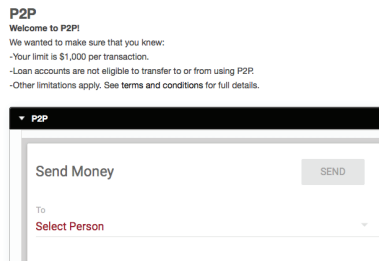 P2P
Welcome to P2P!
We wanted to make sure that you knew:
-Your limit is $1,000 per transaction.
-Loan accounts are not eligible to transfer to or from using P2P.
-Other limitations apply. See terms and conditions for full details.
P2P
Send Money
SEND
To
Select Person